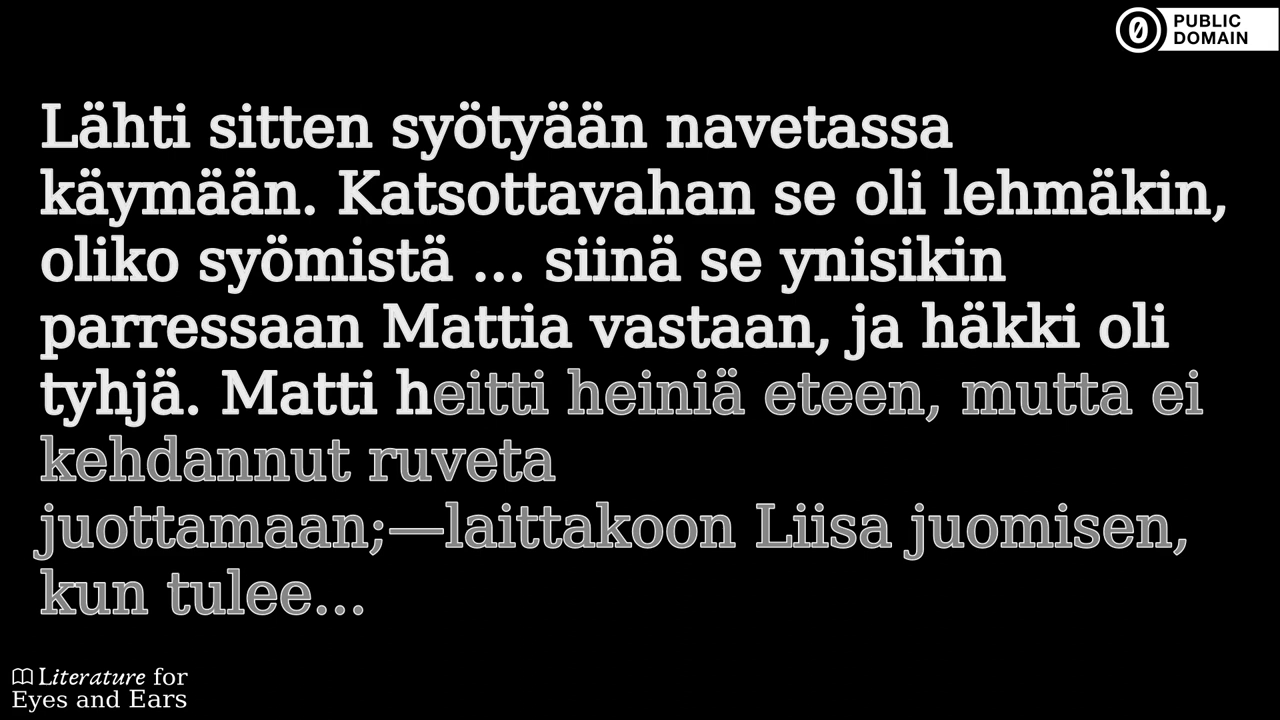 PUBLIC
DOMAIN
Lähti sitten syötyään navetassa
käymään. Katsottavahan se oli lehmäkin,
oliko syömistä ... siinä se ynisikin
parressaan Mattia vastaan, ja häkki oli
tyhjä. Matti heitti heiniä eteen, mutta ei
kehdannut ruveta
juottamaan;—laittakoon Liisa juomisen,
kun tulee...
Literature for
Eyes and Ears